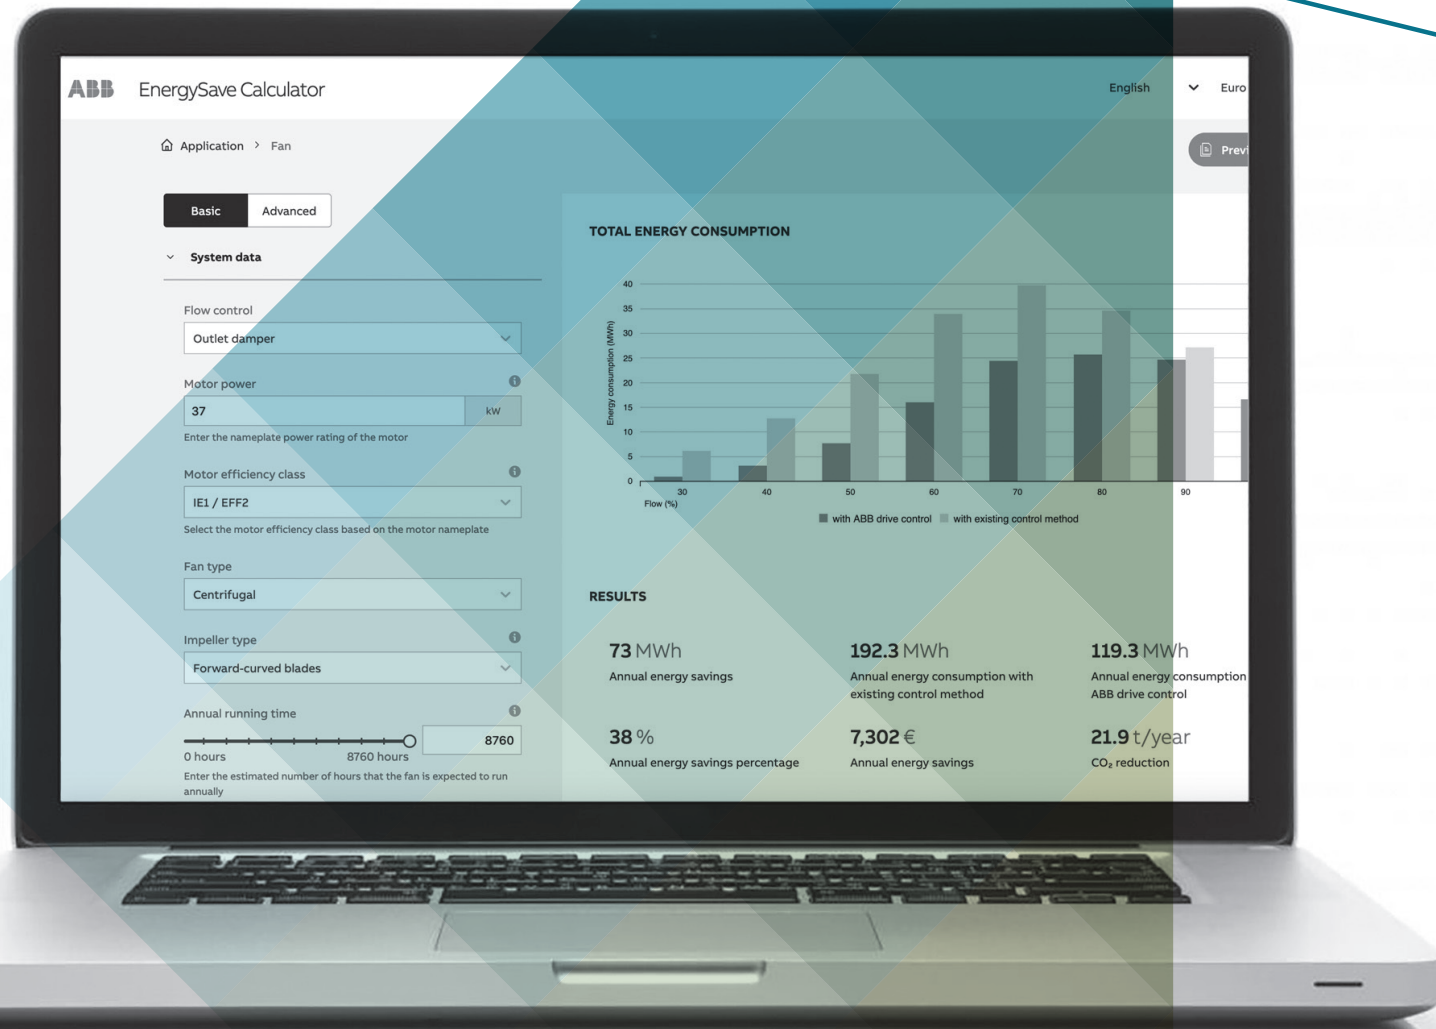 ABB EnergySave Calculator
English Euro
Application > Fan
Basic Advanced
System data
Flow control
Outlet damper
Motor power
37 kW
Enter the nameplate power rating of the motor
Motor efficiency class
IE1 / EFF2
Select the motor efficiency class based on the motor nameplate
Fan type
Centrifugal
Impeller type
Forward-curved blades
Annual running time
8760
0 hours 8760 hours
Enter the estimated number of hours that the fan is expected to run
annually
TOTAL ENERGY CONSUMPTION
Energy consumption (MWh)
40
35
30
25
20
15
10
5
0
30 40 50 60 70 80 90
Flow (%)
with ABB drive control with existing control method
RESULTS
73 MWh
Annual energy savings
192.3 MWh
Annual energy consumption with
existing control method
119.3 MWh
Annual energy consumption
ABB drive control
38 %
Annual energy savings percentage
7,302 €
Annual energy savings
21.9 t/year
CO₂ reduction